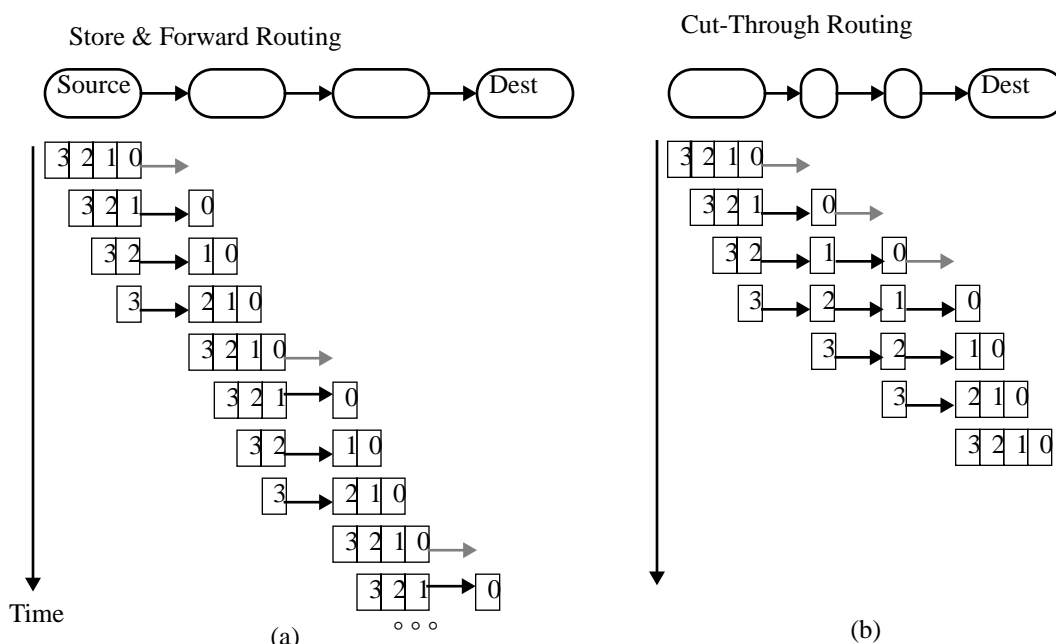 Store & Forward Routing
Source Dest
3 2 1 0
3 2 1 0
3 2 1 0
3 2 1 0
3 2 1 0
3 2 1 0
3 2 1 0
3 2 1 0
3 2 1 0
3 2 1 0
Time
(a)
Cut-Through Routing
Dest
3 2 1 0
3 2 1 0
3 2 1 0
3 2 1 0
3 2 1 0
3 2 1 0
3 2 1 0
(b)